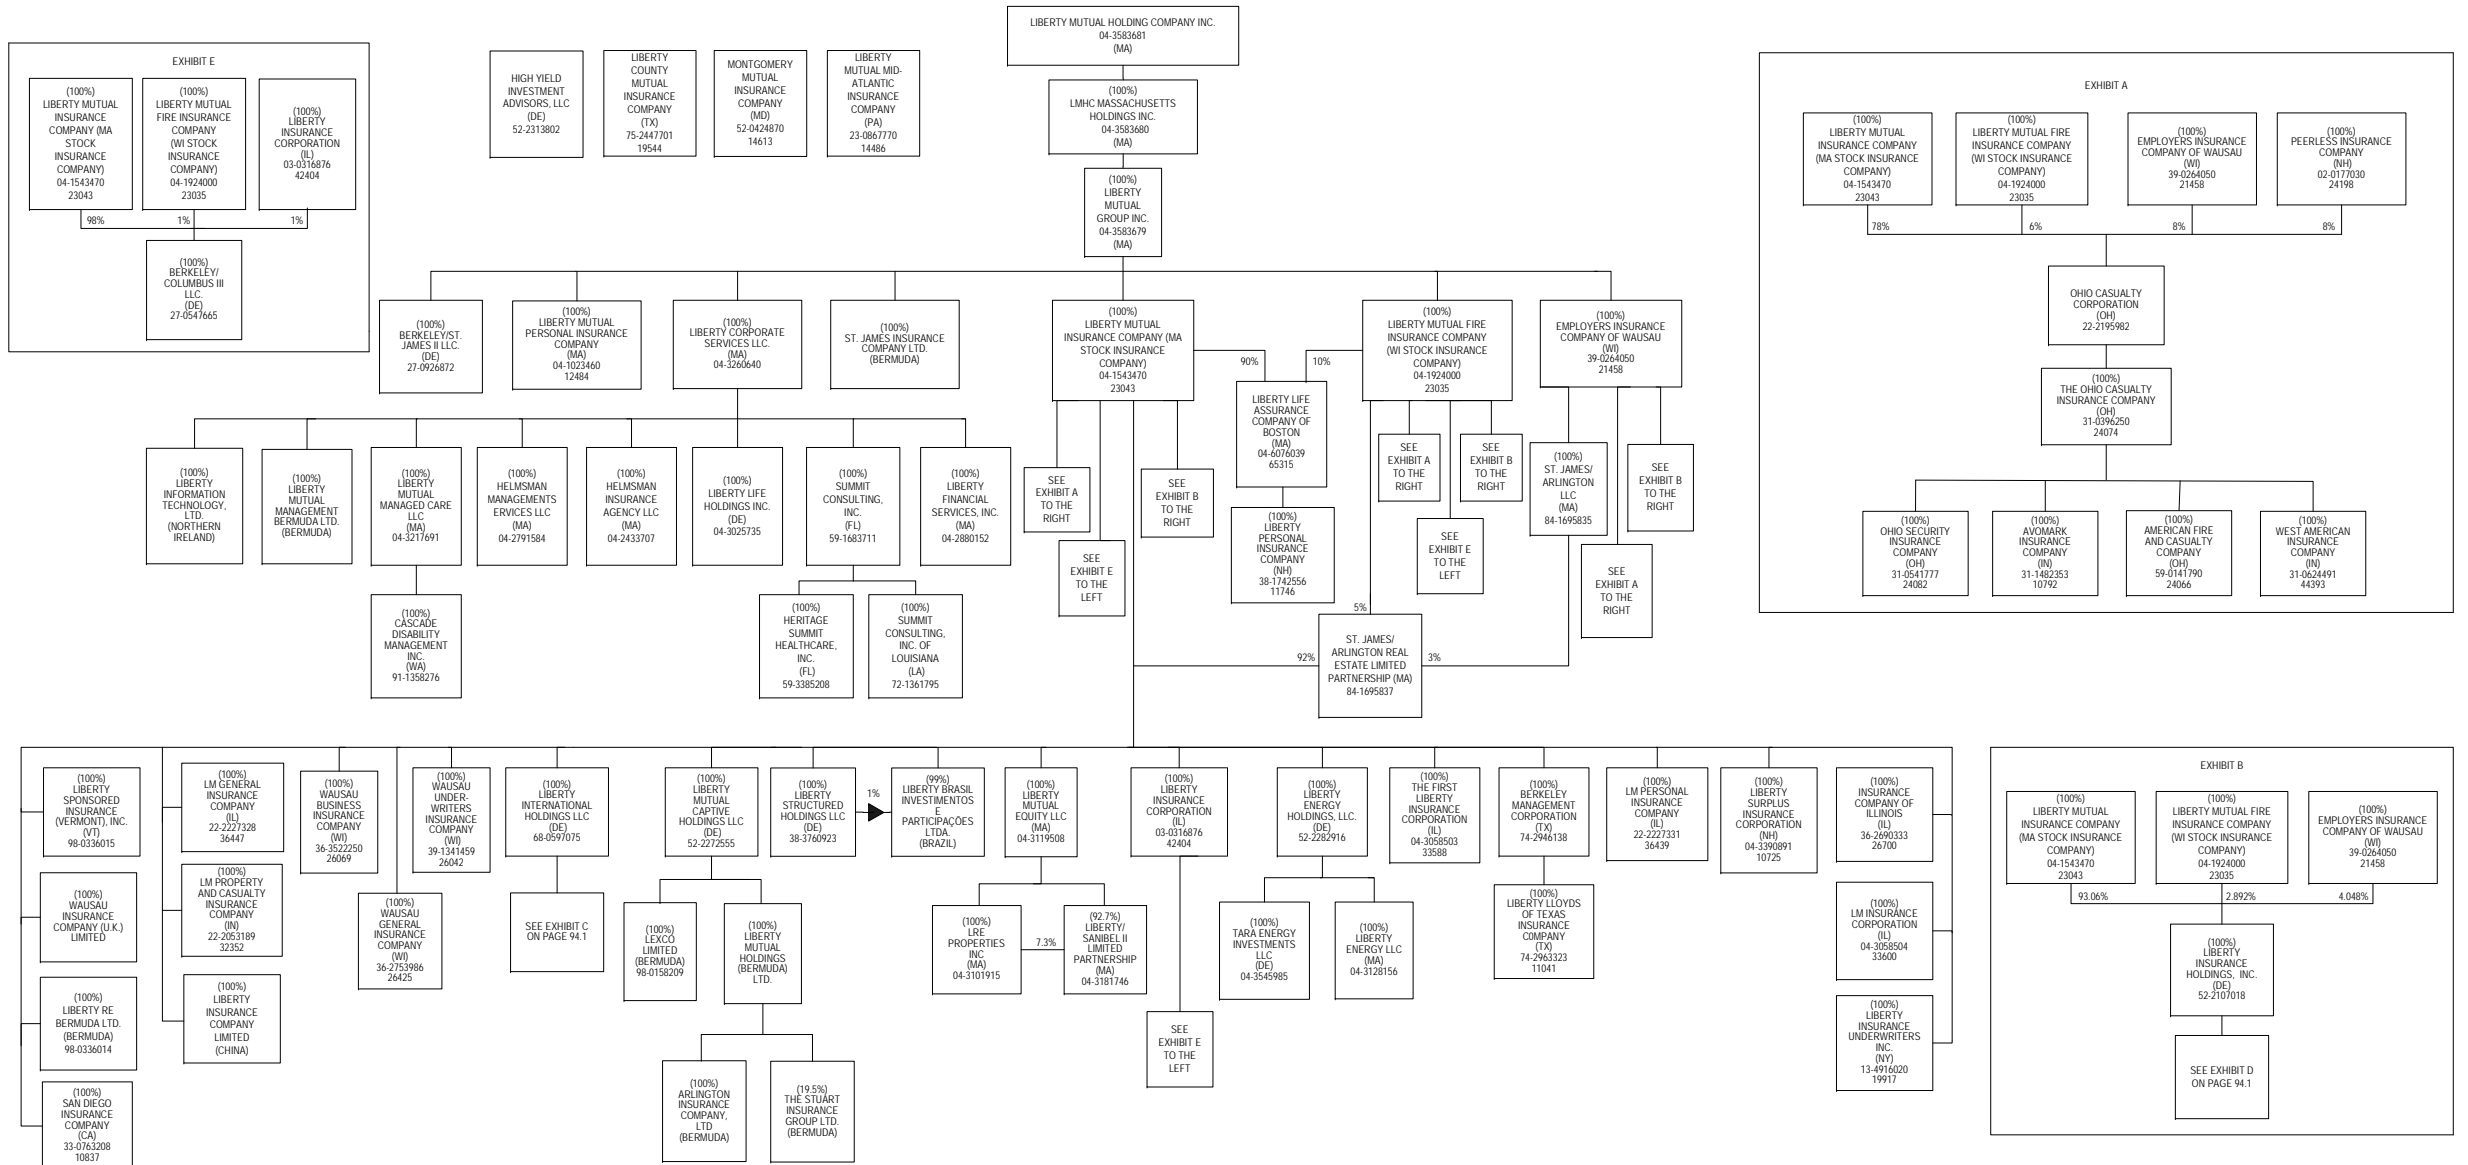 LIBERTY MUTUAL HOLDING COMPANY INC.
04-3583681
(MA)
EXHIBIT E
(100%)
LIBERTY MUTUAL
INSURANCE
COMPANY (MA
STOCK
INSURANCE
COMPANY)
04-1543470
23043
(100%)
LIBERTY MUTUAL
FIRE INSURANCE
COMPANY
(WI STOCK
INSURANCE
COMPANY)
04-1924000
23035
(100%)
LIBERTY
INSURANCE
CORPORATION
(IL)
03-0316876
42404
98%
1%
1%
(100%)
BERKELEY/
COLUMBUS III
LLC.
(DE)
27-0547665
HIGH YIELD
INVESTMENT
ADVISORS, LLC
(DE)
52-2313802
LIBERTY
COUNTY
MUTUAL
INSURANCE
COMPANY
(TX)
75-2447701
19544
MONTGOMERY
MUTUAL
INSURANCE
COMPANY
(MD)
52-0424870
14613
LIBERTY
MUTUAL MID-
ATLANTIC
INSURANCE
COMPANY
(PA)
23-0867770
14486
(100%)
LMHC MASSACHUSETTS
HOLDINGS INC.
04-3583680
(MA)
(100%)
LIBERTY
MUTUAL
GROUP INC.
04-3583679
(MA)
EXHIBIT A
(100%)
LIBERTY MUTUAL
INSURANCE COMPANY
(MA STOCK INSURANCE
COMPANY)
04-1543470
23043
(100%)
LIBERTY MUTUAL FIRE
INSURANCE COMPANY
(WI STOCK INSURANCE
COMPANY)
04-1924000
23035
(100%)
EMPLOYERS INSURANCE
COMPANY OF WAUSAU
(WI)
39-0264050
21458
(100%)
PEERLESS INSURANCE
COMPANY
(NH)
02-0177030
24198
78%
6%
8%
8%
OHIO CASUALTY
CORPORATION
(OH)
22-2195982
(100%)
THE OHIO CASUALTY
INSURANCE COMPANY
(OH)
31-0396250
24074
(100%)
OHIO SECURITY
INSURANCE
COMPANY
(OH)
31-0541777
24082
(100%)
AVOMARK
INSURANCE
COMPANY
(IN)
31-1482353
10792
(100%)
AMERICAN FIRE
AND CASUALTY
COMPANY
(OH)
59-0141790
24066
(100%)
WEST AMERICAN
INSURANCE
COMPANY
(IN)
31-0624491
44393
(100%)
BERKELEY/ST.
JAMES II LLC.
(DE)
27-0926872
(100%)
LIBERTY MUTUAL
PERSONAL INSURANCE
COMPANY
(MA)
04-1023460
12484
(100%)
LIBERTY CORPORATE
SERVICES LLC.
(MA)
04-3260640
(100%)
ST. JAMES INSURANCE
COMPANY LTD.
(BERMUDA)
(100%)
LIBERTY MUTUAL
INSURANCE COMPANY (MA
STOCK INSURANCE
COMPANY)
04-1543470
23043
(100%)
LIBERTY MUTUAL FIRE
INSURANCE COMPANY
(WI STOCK INSURANCE
COMPANY)
04-1924000
23035
(100%)
EMPLOYERS INSURANCE
COMPANY OF WAUSAU
(WI)
39-0264050
21458
90%
10%
LIBERTY LIFE
ASSURANCE
COMPANY OF
BOSTON
(MA)
04-6076039
65315
(100%)
LIBERTY
INFORMATION
TECHNOLOGY,
LTD.
(NORTHERN
IRELAND)
(100%)
LIBERTY
MUTUAL
MANAGEMENT
BERMUDA LTD.
(BERMUDA)
(100%)
LIBERTY
MUTUAL
MANAGED CARE
LLC
(MA)
04-3217691
(100%)
HELMSMAN
MANAGEMENTS
ERVICES LLC
(MA)
04-2791584
(100%)
HELMSMAN
INSURANCE
AGENCY LLC
(MA)
04-2433707
(100%)
LIBERTY LIFE
HOLDINGS INC.
(DE)
04-3025735
(100%)
SUMMIT
CONSULTING,
INC.
(FL)
59-1683711
(100%)
LIBERTY
FINANCIAL
SERVICES, INC.
(MA)
04-2880152
SEE
EXHIBIT A
TO THE
RIGHT
SEE
EXHIBIT E
TO THE
LEFT
SEE
EXHIBIT B
TO THE
RIGHT
(100%)
LIBERTY
PERSONAL
INSURANCE
COMPANY
(NH)
38-1742556
11746
SEE
EXHIBIT A
TO THE
RIGHT
SEE
EXHIBIT E
TO THE
LEFT
SEE
EXHIBIT B
TO THE
RIGHT
(100%)
ST. JAMES/
ARLINGTON
LLC
(MA)
84-1695835
SEE
EXHIBIT A
TO THE
RIGHT
SEE
EXHIBIT B
TO THE
RIGHT
(100%)
CASCADE
DISABILITY
MANAGEMENT
INC.
(WA)
91-1358276
(100%)
HERITAGE
SUMMIT
HEALTHCARE,
INC.
(FL)
59-3385208
(100%)
SUMMIT
CONSULTING,
INC. OF
LOUISIANA
(LA)
72-1361795
5%
92%
3%
ST. JAMES/
ARLINGTON REAL
ESTATE LIMITED
PARTNERSHIP (MA)
84-1695837
(100%)
LIBERTY
SPONSORED
INSURANCE
(VERMONT), INC.
(VT)
98-0336015
(100%)
WAUSAU
INSURANCE
COMPANY (U.K.)
LIMITED
(100%)
LIBERTY RE
BERMUDA LTD.
(BERMUDA)
98-0336014
(100%)
SAN DIEGO
INSURANCE
COMPANY
(CA)
33-0763208
10837
(100%)
LM GENERAL
INSURANCE
COMPANY
(IL)
22-2227328
36447
(100%)
LM PROPERTY
AND CASUALTY
INSURANCE
COMPANY
(IN)
22-2053189
32352
(100%)
LIBERTY
INSURANCE
COMPANY
LIMITED
(CHINA)
(100%)
WAUSAU
BUSINESS
INSURANCE
COMPANY
(WI)
36-3522250
26069
(100%)
WAUSAU
GENERAL
INSURANCE
COMPANY
(WI)
36-2753986
26425
(100%)
WAUSAU
UNDER-
WRITERS
INSURANCE
COMPANY
(WI)
39-1341459
26042
(100%)
LIBERTY
INTERNATIONAL
HOLDINGS LLC
(DE)
68-0597075
SEE EXHIBIT C
ON PAGE 94.1
(100%)
LIBERTY
MUTUAL
CAPTIVE
HOLDINGS LLC
(DE)
52-2272555
(100%)
LEXCO
LIMITED
(BERMUDA)
98-0158209
(100%)
LIBERTY
MUTUAL
HOLDINGS
(BERMUDA)
LTD.
(100%)
ARLINGTON
INSURANCE
COMPANY,
LTD
(BERMUDA)
(19.5%)
THE STUART
INSURANCE
GROUP LTD.
(BERMUDA)
(100%)
LIBERTY
STRUCTURED
HOLDINGS LLC
(DE)
38-3760923
1%
(99%)
LIBERTY BRASIL
INVESTIMENTOS
E
PARTICIPAÇÕES
LTDA.
(BRAZIL)
(100%)
LIBERTY
MUTUAL
EQUITY LLC
(MA)
04-3119508
(100%)
LRE
PROPERTIES
INC
(MA)
04-3101915
7.3%
(92.7%)
LIBERTY/
SANIBEL II
LIMITED
PARTNERSHIP
(MA)
04-3181746
(100%)
LIBERTY
INSURANCE
CORPORATION
(IL)
03-0316876
42404
SEE
EXHIBIT E
TO THE
LEFT
(100%)
LIBERTY
ENERGY
HOLDINGS, LLC.
(DE)
52-2282916
(100%)
TARA ENERGY
INVESTMENTS
LLC
(DE)
04-3545985
(100%)
LIBERTY
ENERGY LLC
(MA)
04-3128156
(100%)
THE FIRST
LIBERTY
INSURANCE
CORPORATION
(IL)
04-3058503
33588
(100%)
BERKELEY
MANAGEMENT
CORPORATION
(TX)
74-2946138
(100%)
LIBERTY LLOYDS
OF TEXAS
INSURANCE
COMPANY
(TX)
74-2963323
11041
(100%)
LM PERSONAL
INSURANCE
COMPANY
(IL)
22-2227331
36439
(100%)
LIBERTY
SURPLUS
INSURANCE
CORPORATION
(NH)
04-3390891
10725
(100%)
INSURANCE
COMPANY OF
ILLINOIS
(IL)
36-2690333
26700
(100%)
LM INSURANCE
CORPORATION
(IL)
04-3058504
33600
(100%)
LIBERTY
INSURANCE
UNDERWRITERS
INC.
(NY)
13-4916020
19917
EXHIBIT B
(100%)
LIBERTY MUTUAL
INSURANCE COMPANY
(MA STOCK INSURANCE
COMPANY)
04-1543470
23043
(100%)
LIBERTY MUTUAL FIRE
INSURANCE COMPANY
(WI STOCK INSURANCE
COMPANY)
04-1924000
23035
(100%)
EMPLOYERS INSURANCE
COMPANY OF WAUSAU
(WI)
39-0264050
21458
93.06%
2.892%
4.048%
(100%)
LIBERTY
INSURANCE
HOLDINGS, INC.
(DE)
52-2107018
SEE EXHIBIT D
ON PAGE 94.1